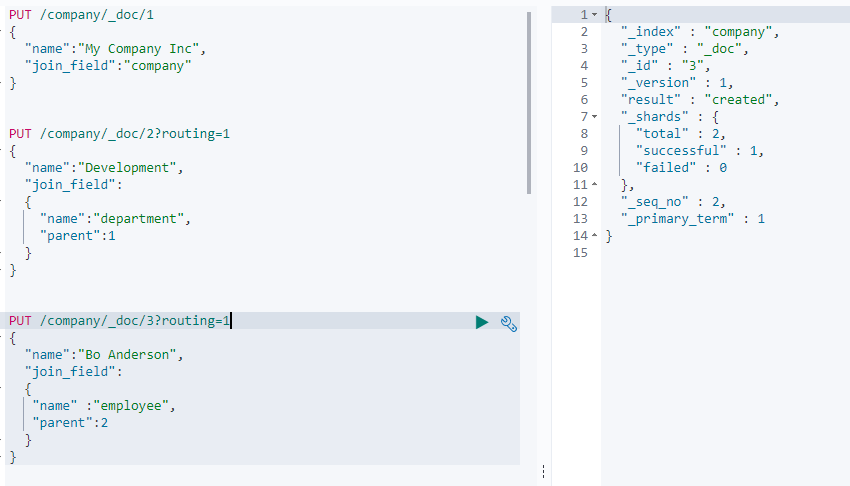 PUT /company/_doc/1
{
  "name":"My Company Inc",
  "join_field":"company"
}
PUT /company/_doc/2?routing=1
{
  "name":"Development",
  "join_field":
  {
    "name":"department",
    "parent":1
  }
}
PUT /company/_doc/3?routing=1
{
  "name":"Bo Anderson",
  "join_field":
  {
   "name" :"employee",
   "parent":2
  }
}
1 {
2   "_index" : "company",
3   "_type" : "_doc",
4   "_id" : "3",
5   "_version" : 1,
6   "result" : "created",
7   "_shards" : {
8     "total" : 2,
9     "successful" : 1,
10     "failed" : 0
11   },
12   "_seq_no" : 2,
13   "_primary_term" : 1
14 }
15